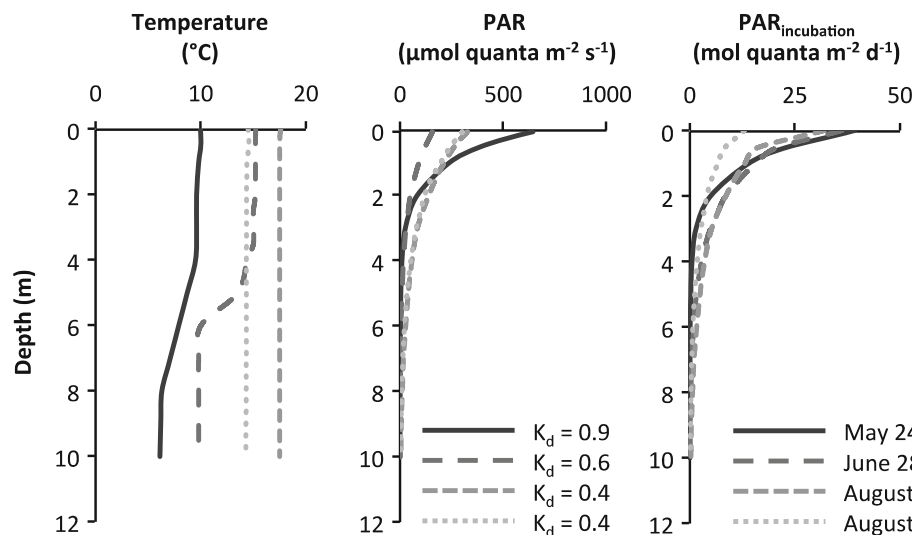 Temperature
(°C)
PAR
(µmol quanta m-2 s-1)
PARincubation
(mol quanta m-2 d-1)
0 10 20
0 500 1000
0 25 50
Depth (m)
0
2
4
6
8
10
12
0
2
4
6
8
10
12
0
2
4
6
8
10
12
Kd = 0.9
Kd = 0.6
Kd = 0.4
Kd = 0.4
May 24
June 28
August
August